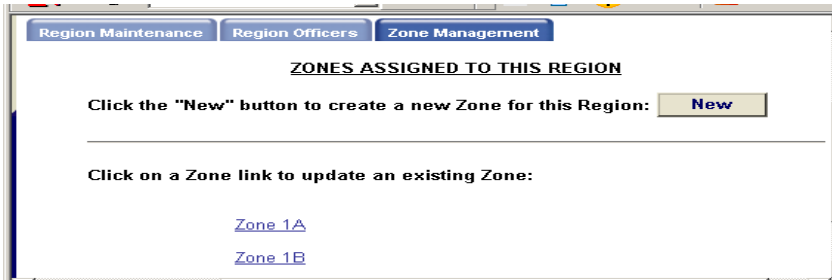 Region Maintenance Region Officers Zone Management
ZONES ASSIGNED TO THIS REGION
Click the "New" button to create a new Zone for this Region: New
Click on a Zone link to update an existing Zone:
Zone 1A
Zone 1B